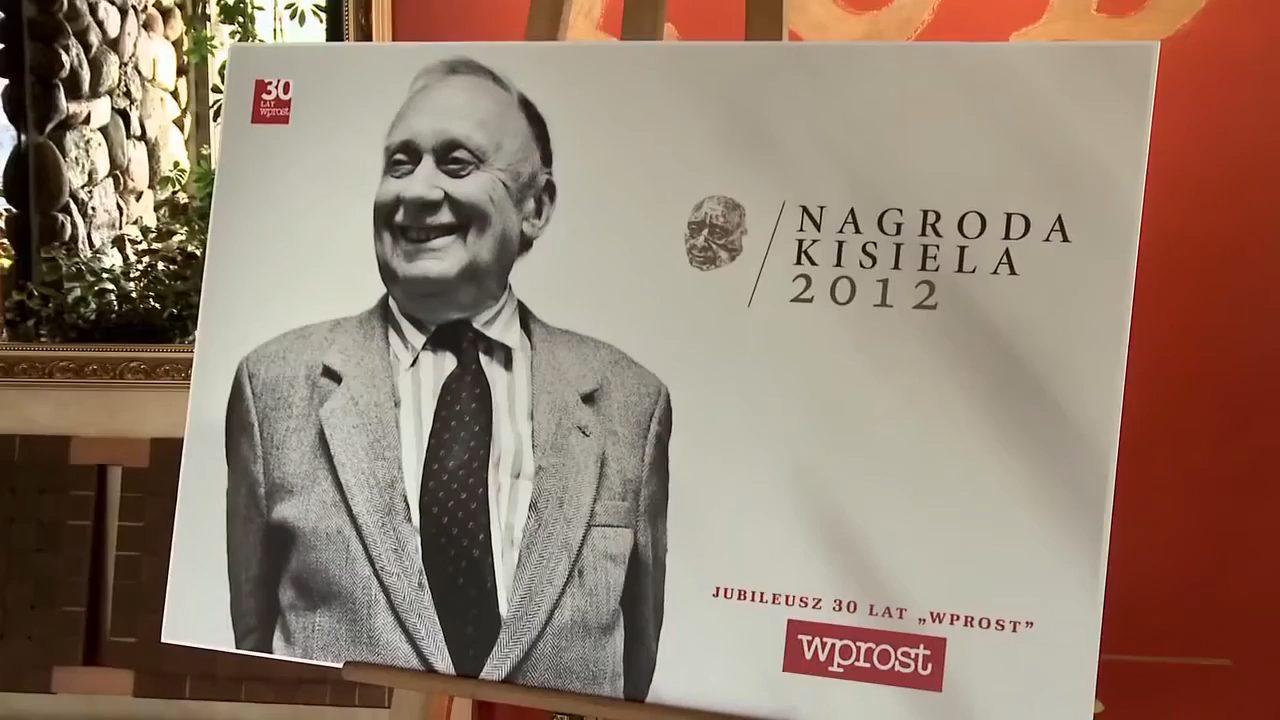 30
LAT
wprost
NAGRODA
KISIELA
2012
JUBILEUSZ 30 LAT „WPROST”
wprost